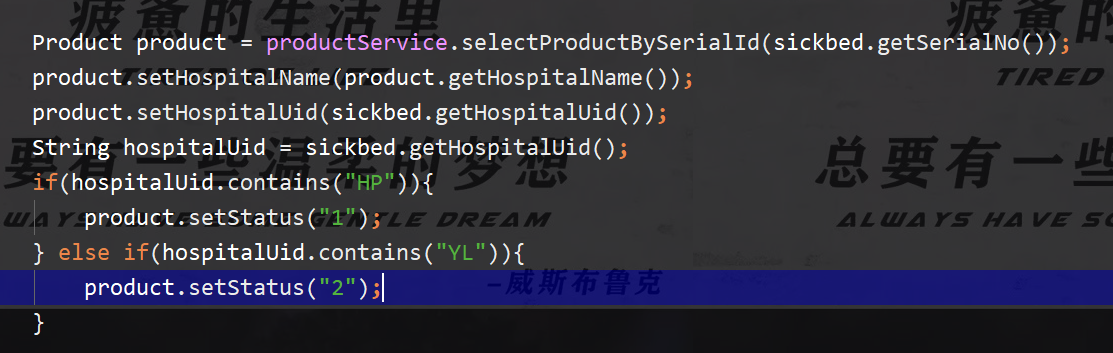 疲惫的生活里
疲惫的
Product product = productService.selectProductBySerialId(sickbed.getSerialNo());
TIRED
product.setHospitalName(product.getHospitalName());
product.setHospitalUid(sickbed.getHospitalUid());
String hospitalUid = sickbed.getHospitalUid();
要有一些温柔的梦想
总要有一些
if(hospitalUid.contains("HP")){
product.setStatus("1");
DREAM
ALWAYS HAVE SO
} else if(hospitalUid.contains("YL")){
product.setStatus("2");
-威斯布鲁克
}